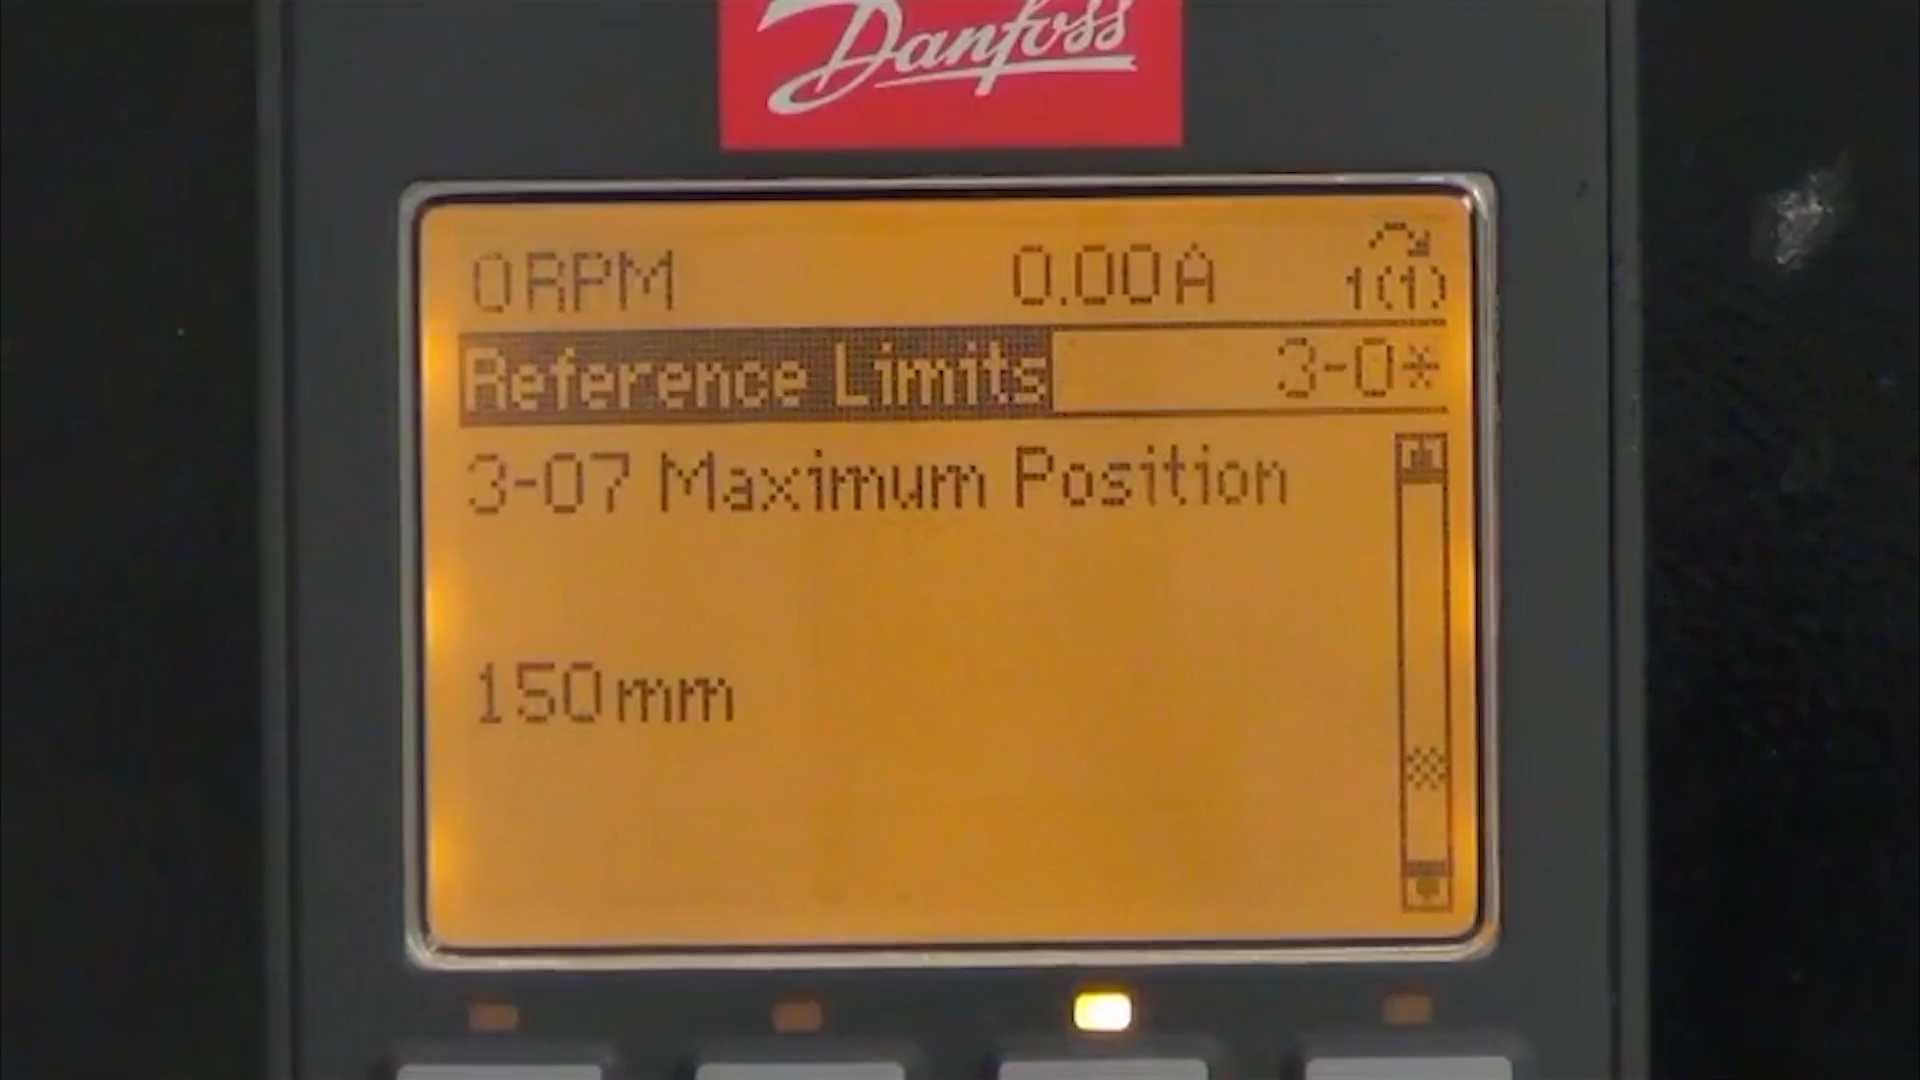 Danfoss
0RPM 0.00A 1(1)
Reference Limits 3-0*
3-07 Maximum Position
150mm